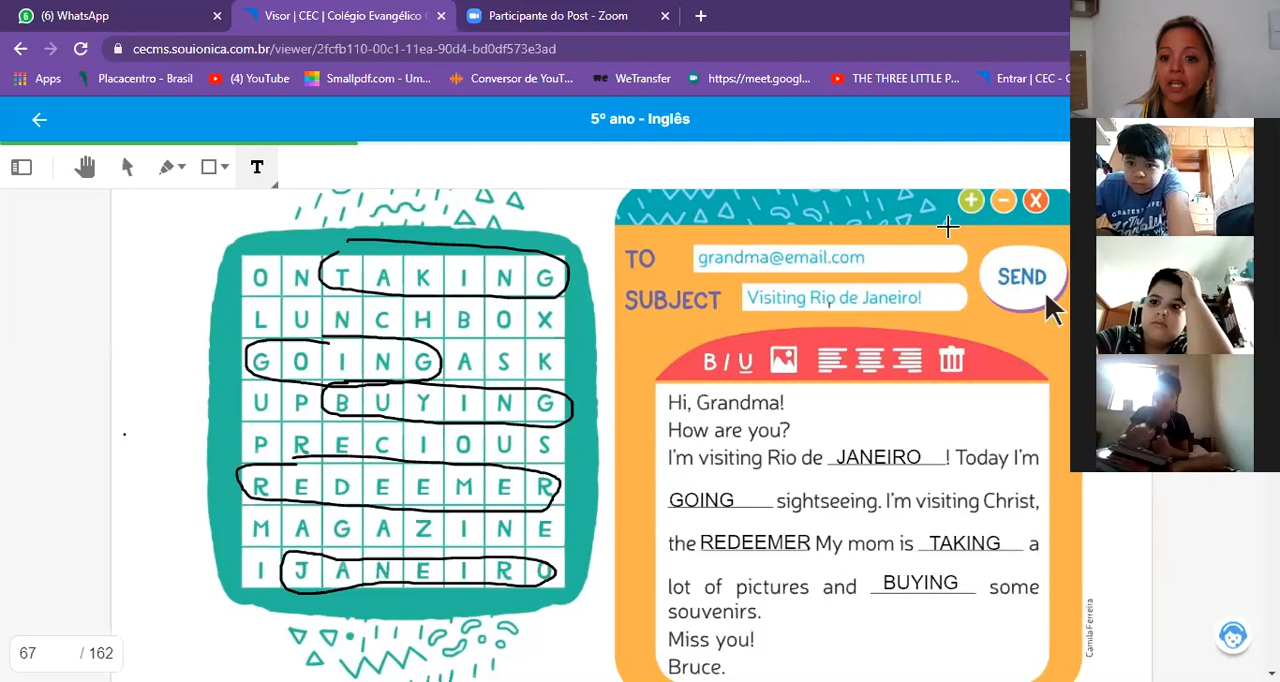 (6) WhatsApp
Visor | CEC | Colégio Evangélico
Participante do Post - Zoom
cecms.souionica.com.br/viewer/2fcfb110-00c1-11ea-90d4-bd0df573e3ad
Apps
Placacentro - Brasil
(4) YouTube
Smallpdf.com - Um...
Conversor de YouT...
WeTransfer
https://meet.googl...
THE THREE LITTLE P...
Entrar | CEC -
5º ano - Inglês
T
O N T A K I N G
L U N C H B O X
G O I N G A S K
U P B U Y I N G
P R E C I O U S
R E D E E M E R
M A G A Z I N E
I J A N E I R O
TO grandma@email.com
SUBJECT Visiting Rio de Janeiro!
SEND
B I U
Hi, Grandma!
How are you?
I'm visiting Rio de JANEIRO! Today I'm
GOING sightseeing. I'm visiting Christ,
the REDEEMER. My mom is TAKING a
lot of pictures and BUYING some
souvenirs.
Miss you!
Bruce.
Camila Ferreira
67 / 162